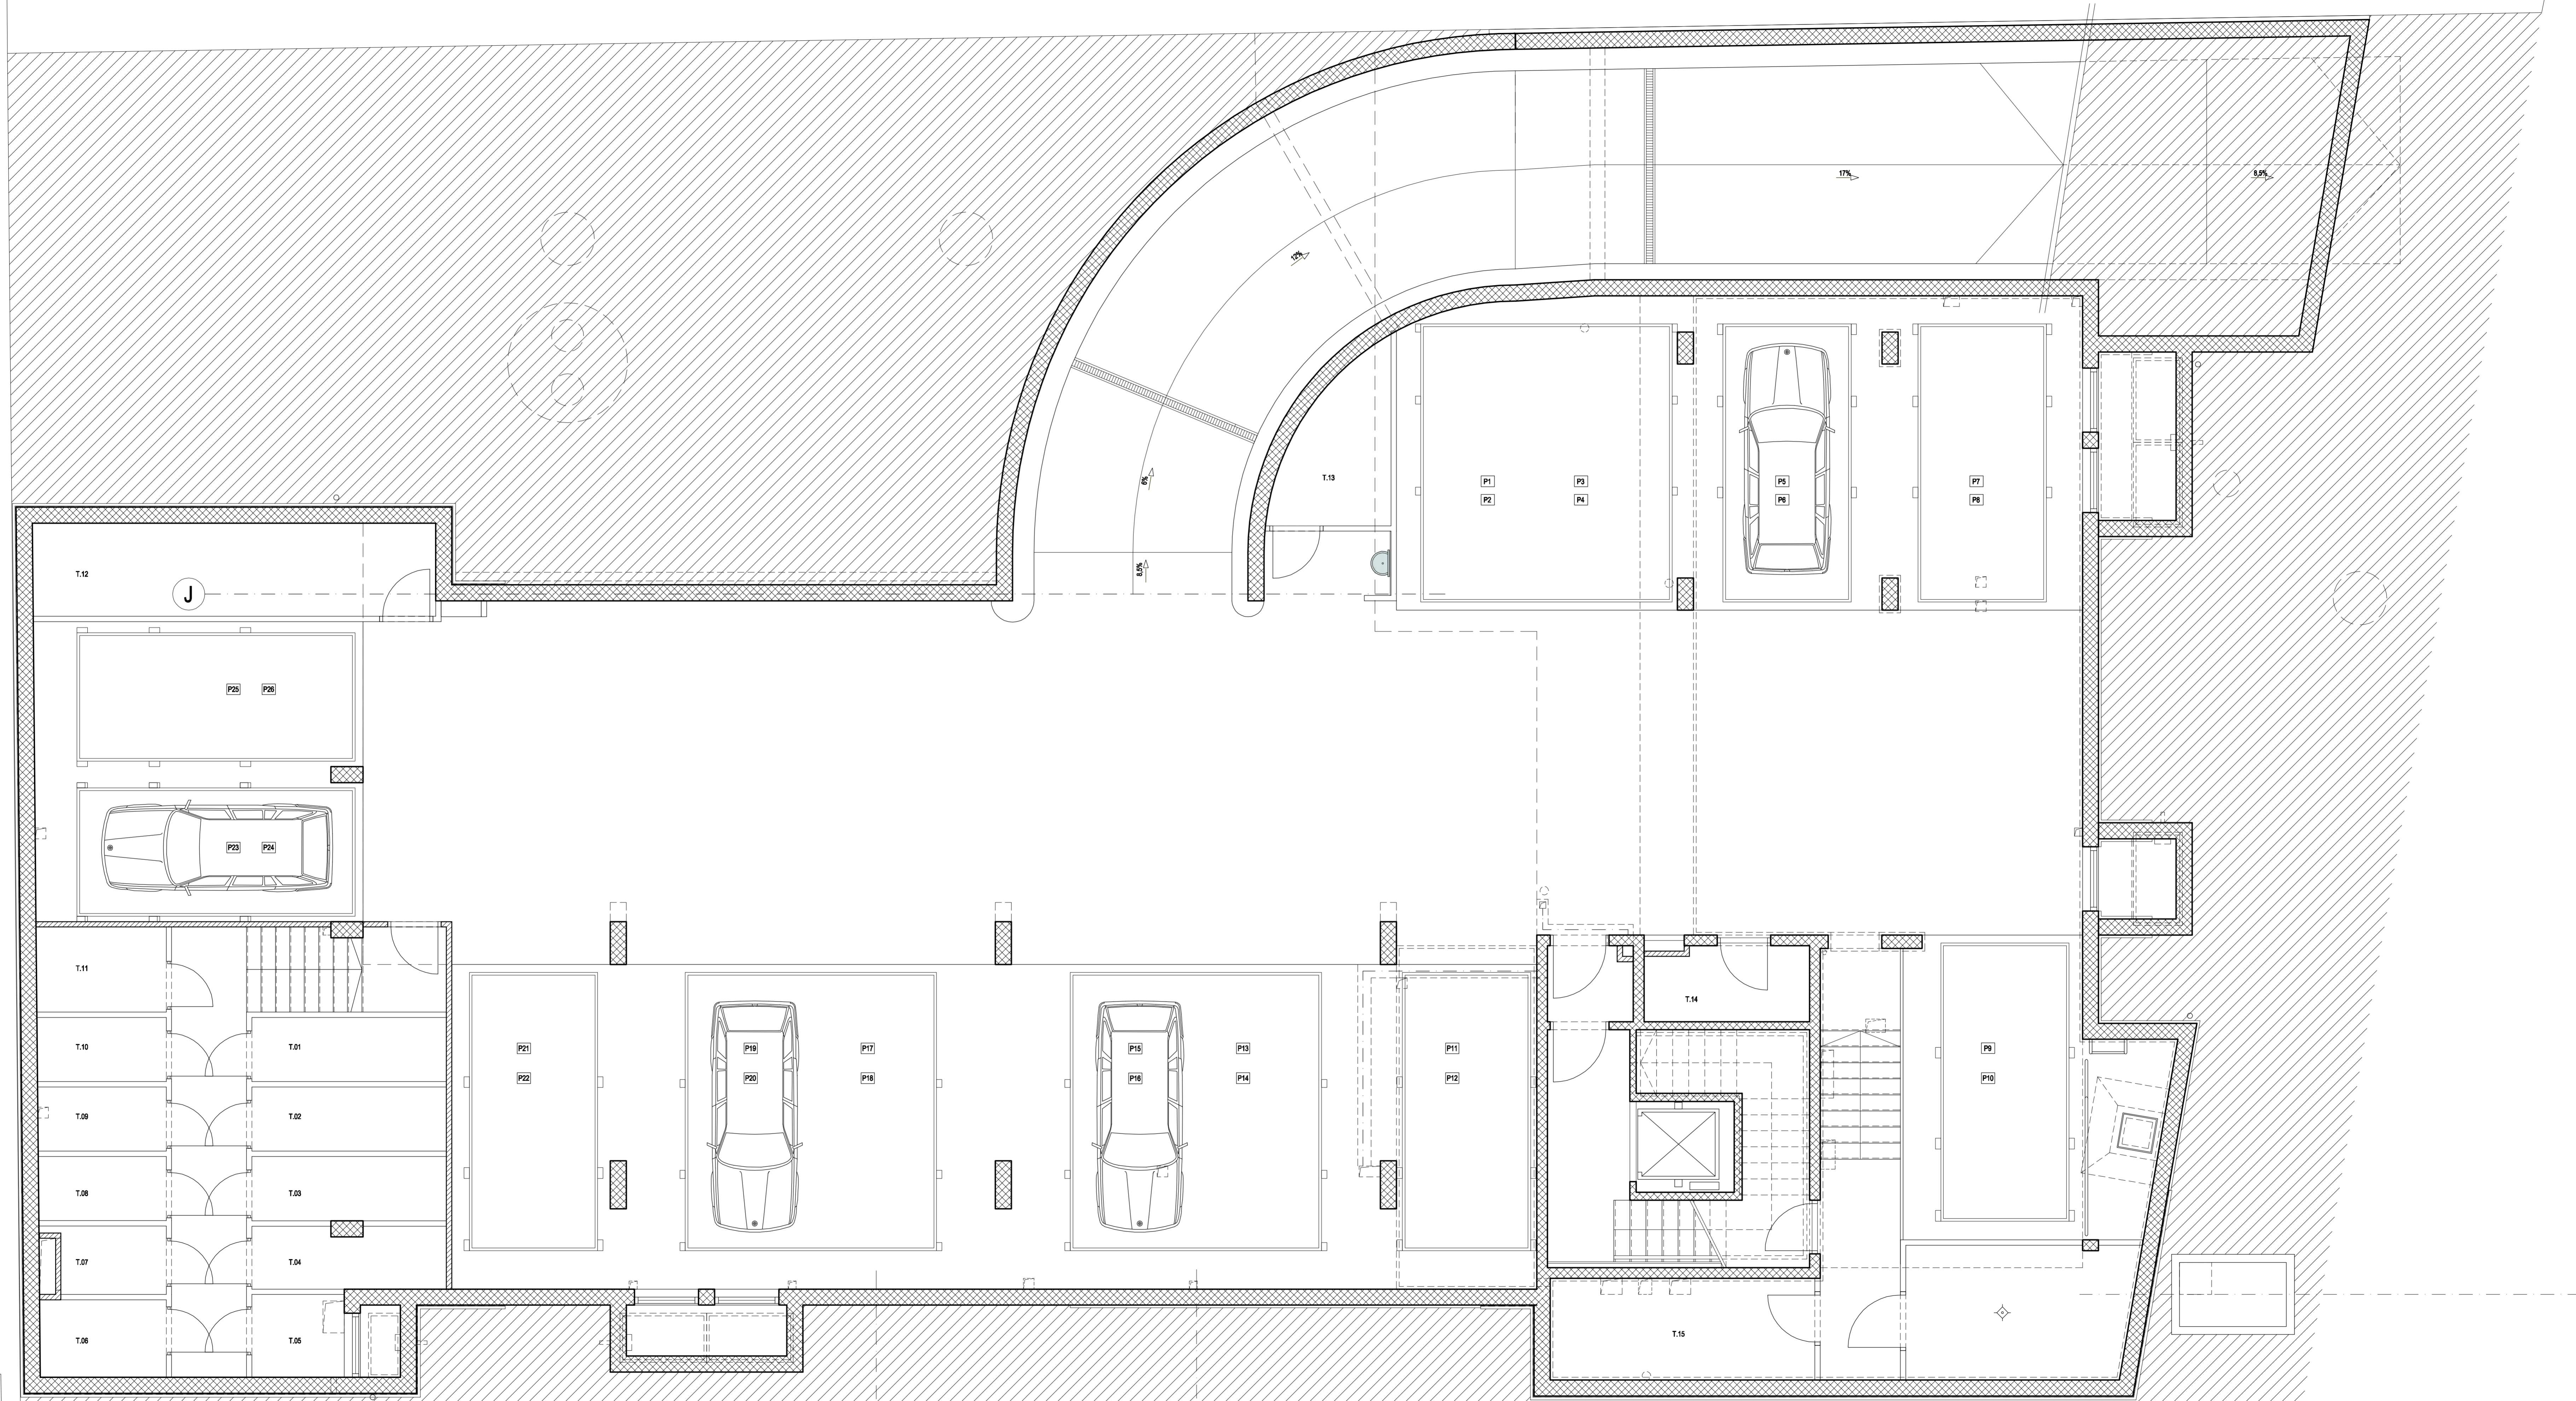 17%
8,5%
12%
6%
8,5%
T.13
P1
P3
P5
P7
P2
P4
P6
P8
T.12
J
P25
P26
P23
P24
T.11
T.14
T.10
T.01
P21
P19
P17
P15
P13
P11
P9
P22
P20
P18
P16
P14
P12
P10
T.09
T.02
T.08
T.03
T.07
T.04
T.06
T.05
T.15